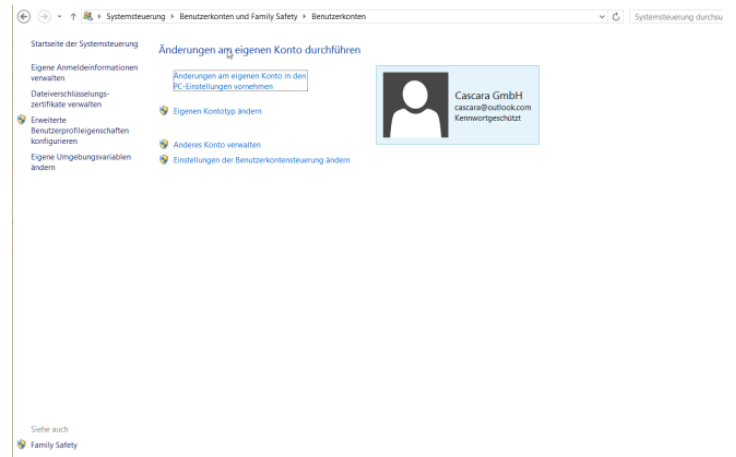 Systemsteuerung ▸ Benutzerkonten und Family Safety ▸ Benutzerkonten
Systemsteuerung durchsu
Startseite der Systemsteuerung
Eigene Anmeldeinformationen
verwalten
Dateiverschlüsselungs-
zertifikate verwalten
Erweiterte
Benutzerprofileigenschaften
konfigurieren
Eigene Umgebungsvariablen
ändern
Änderungen am eigenen Konto durchführen
Änderungen am eigenen Konto in den
PC-Einstellungen vornehmen
Eigenen Kontotyp ändern
Anderes Konto verwalten
Einstellungen der Benutzerkontensteuerung ändern
Cascara GmbH
cascara@outlook.com
Kennwortgeschützt
Siehe auch
Family Safety